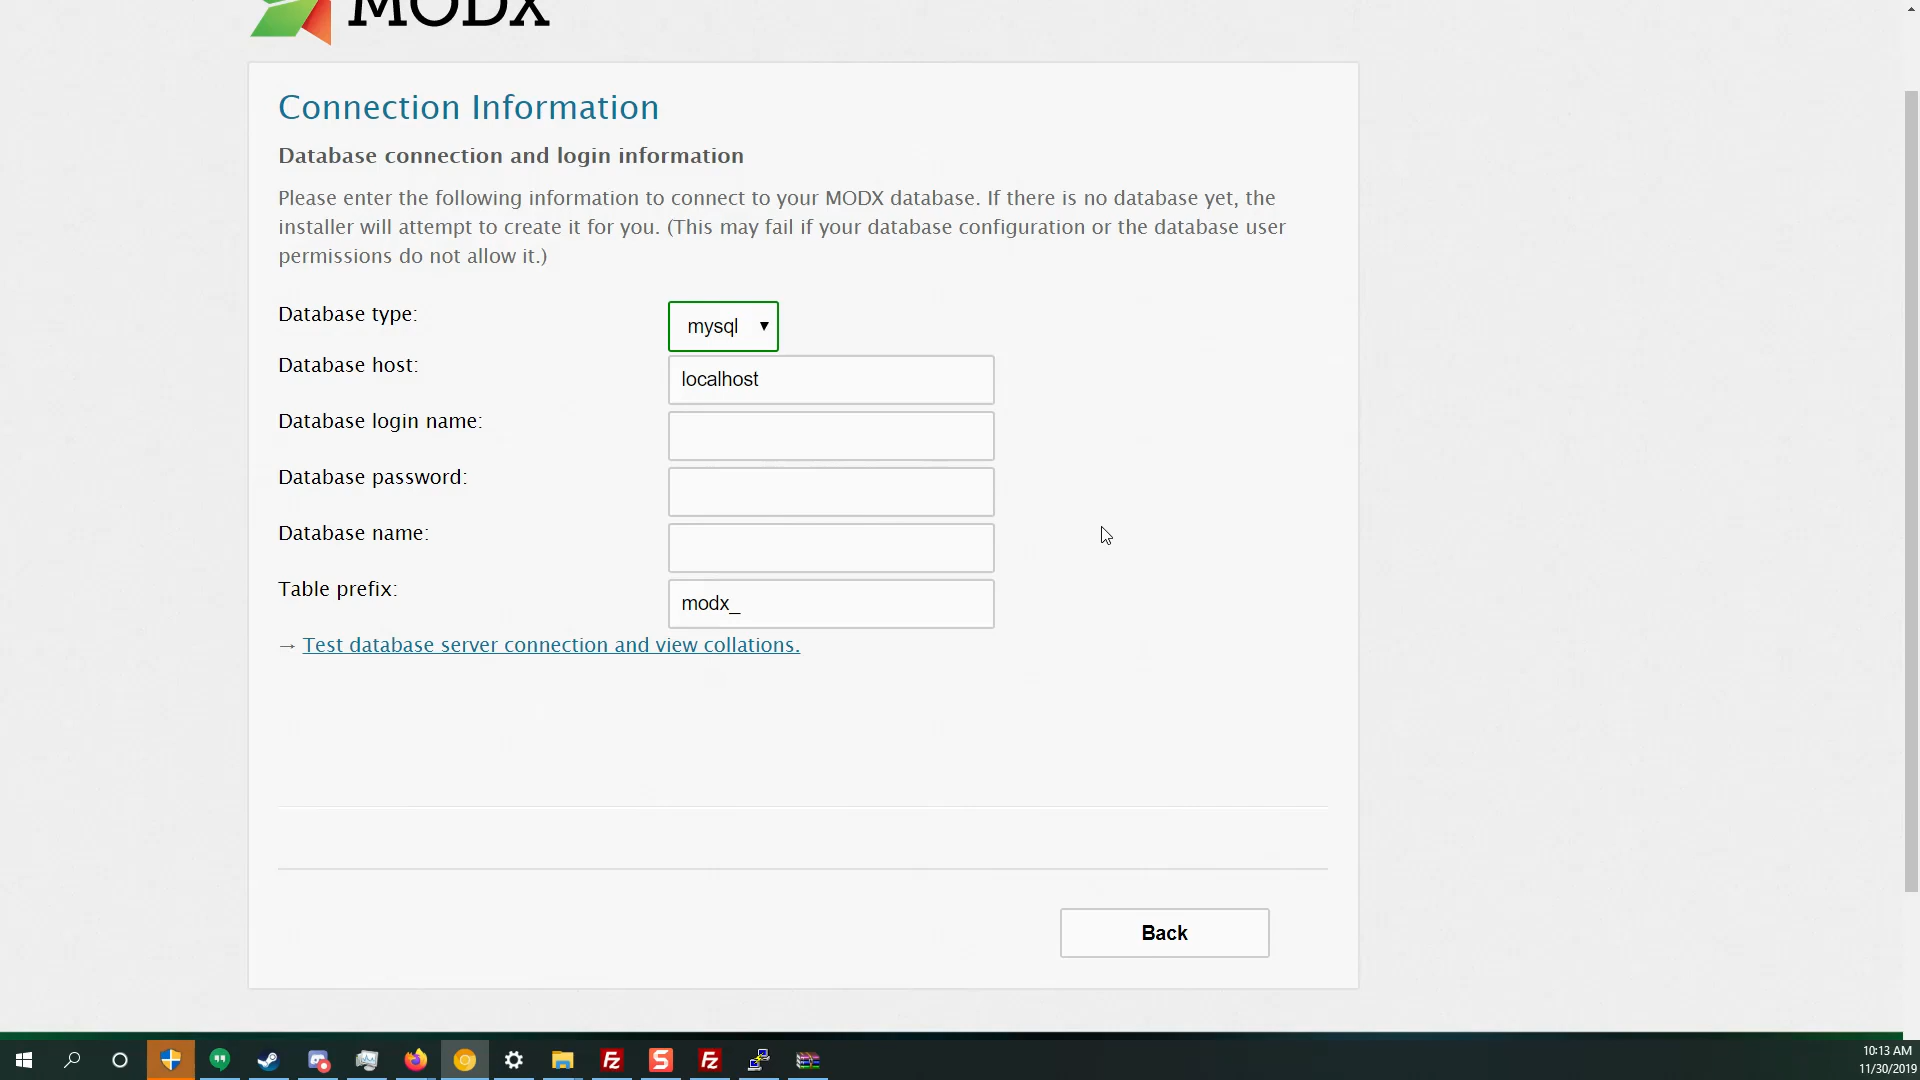 MODX
Connection Information
Database connection and login information
Please enter the following information to connect to your MODX database. If there is no database yet, the
installer will attempt to create it for you. (This may fail if your database configuration or the database user
permissions do not allow it.)
Database type:
mysql
Database host:
localhost
Database login name:
Database password:
Database name:
Table prefix:
modx_
→ Test database server connection and view collations.
Back
10:13 AM
11/30/2019